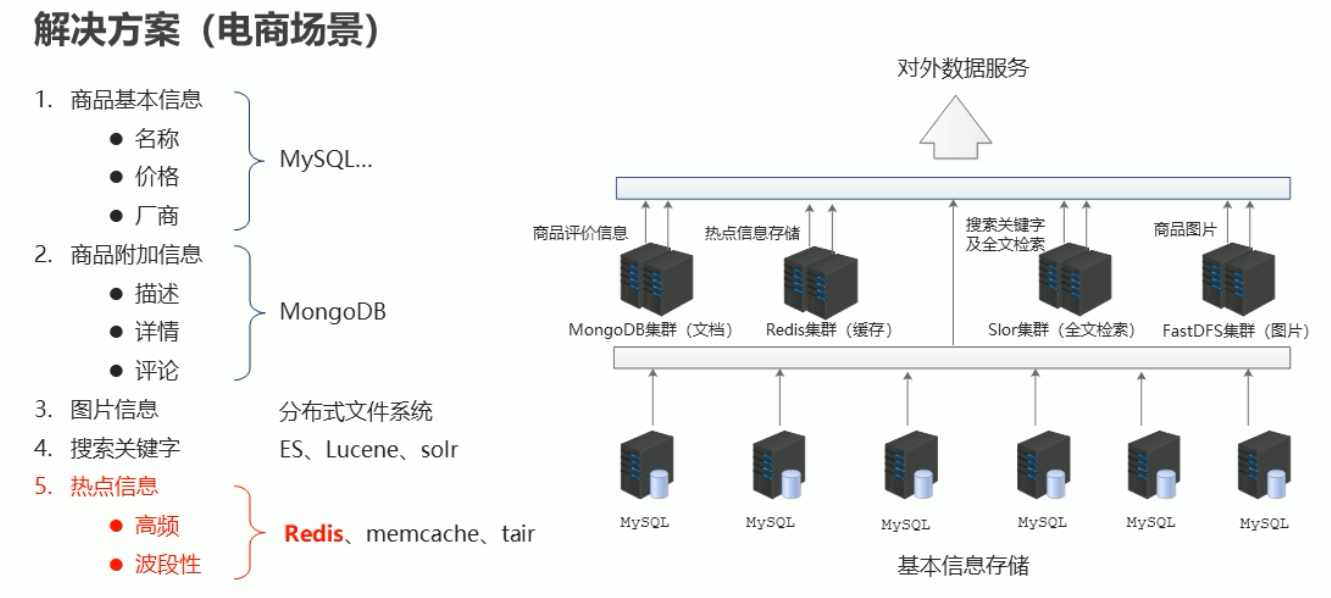 解决方案（电商场景）
1. 商品基本信息
● 名称
● 价格
● 厂商
MySQL...
2. 商品附加信息
● 描述
● 详情
● 评论
MongoDB
3. 图片信息
分布式文件系统
4. 搜索关键字
ES、Lucene、solr
5. 热点信息
● 高频
● 波段性
Redis、memcache、tair
对外数据服务
商品评价信息
热点信息存储
搜索关键字
及全文检索
商品图片
MongoDB集群（文档）
Redis集群（缓存）
Slor集群（全文检索）
FastDFS集群（图片）
MySQL
MySQL
MySQL
MySQL
MySQL
MySQL
基本信息存储